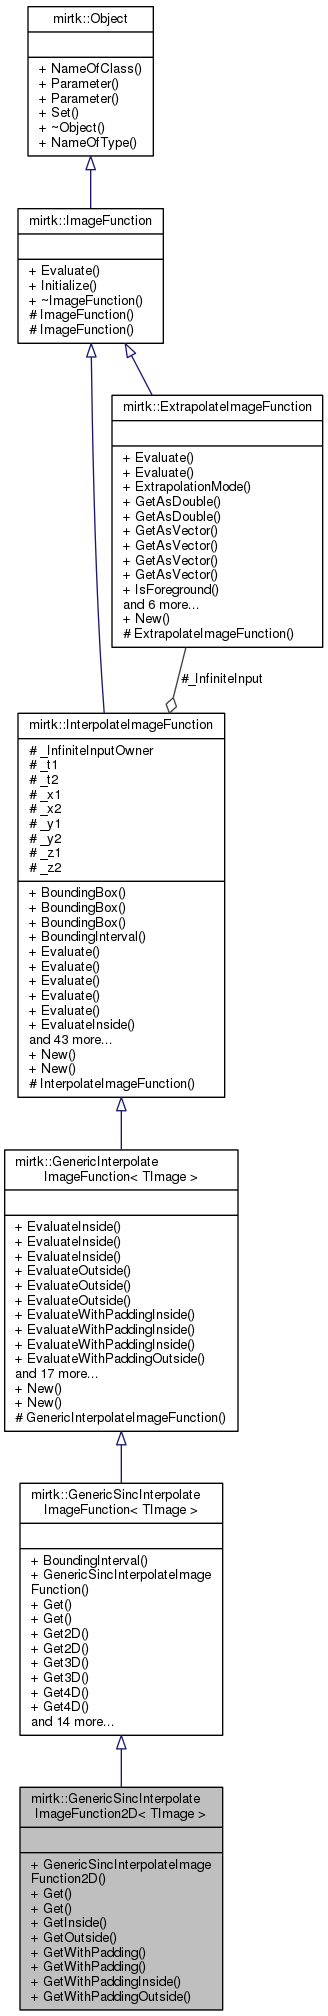 mirtk::Object
+ NameOfClass()
+ Parameter()
+ Parameter()
+ Set()
+ ~Object()
+ NameOfType()
mirtk::ImageFunction
+ Evaluate()
+ Initialize()
+ ~ImageFunction()
# ImageFunction()
# ImageFunction()
mirtk::ExtrapolateImageFunction
+ Evaluate()
+ Evaluate()
+ ExtrapolationMode()
+ GetAsDouble()
+ GetAsDouble()
+ GetAsVector()
+ GetAsVector()
+ GetAsVector()
+ GetAsVector()
+ IsForeground()
and 6 more...
+ New()
# ExtrapolateImageFunction()
#_InfiniteInput
mirtk::InterpolateImageFunction
# _InfiniteInputOwner
# _t1
# _t2
# _x1
# _x2
# _y1
# _y2
# _z1
# _z2
+ BoundingBox()
+ BoundingBox()
+ BoundingBox()
+ BoundingInterval()
+ Evaluate()
+ Evaluate()
+ Evaluate()
+ Evaluate()
+ Evaluate()
+ EvaluateInside()
and 43 more...
+ New()
+ New()
# InterpolateImageFunction()
mirtk::GenericInterpolate
ImageFunction< TImage >
+ EvaluateInside()
+ EvaluateInside()
+ EvaluateInside()
+ EvaluateOutside()
+ EvaluateOutside()
+ EvaluateOutside()
+ EvaluateWithPaddingInside()
+ EvaluateWithPaddingInside()
+ EvaluateWithPaddingInside()
+ EvaluateWithPaddingOutside()
and 17 more...
+ New()
+ New()
# GenericInterpolateImageFunction()
mirtk::GenericSincInterpolate
ImageFunction< TImage >
+ BoundingInterval()
+ GenericSincInterpolateImage
Function()
+ Get()
+ Get()
+ Get2D()
+ Get2D()
+ Get3D()
+ Get3D()
+ Get4D()
+ Get4D()
and 14 more...
mirtk::GenericSincInterpolate
ImageFunction2D< TImage >
+ GenericSincInterpolateImage
Function2D()
+ Get()
+ Get()
+ GetInside()
+ GetOutside()
+ GetWithPadding()
+ GetWithPadding()
+ GetWithPaddingInside()
+ GetWithPaddingOutside()